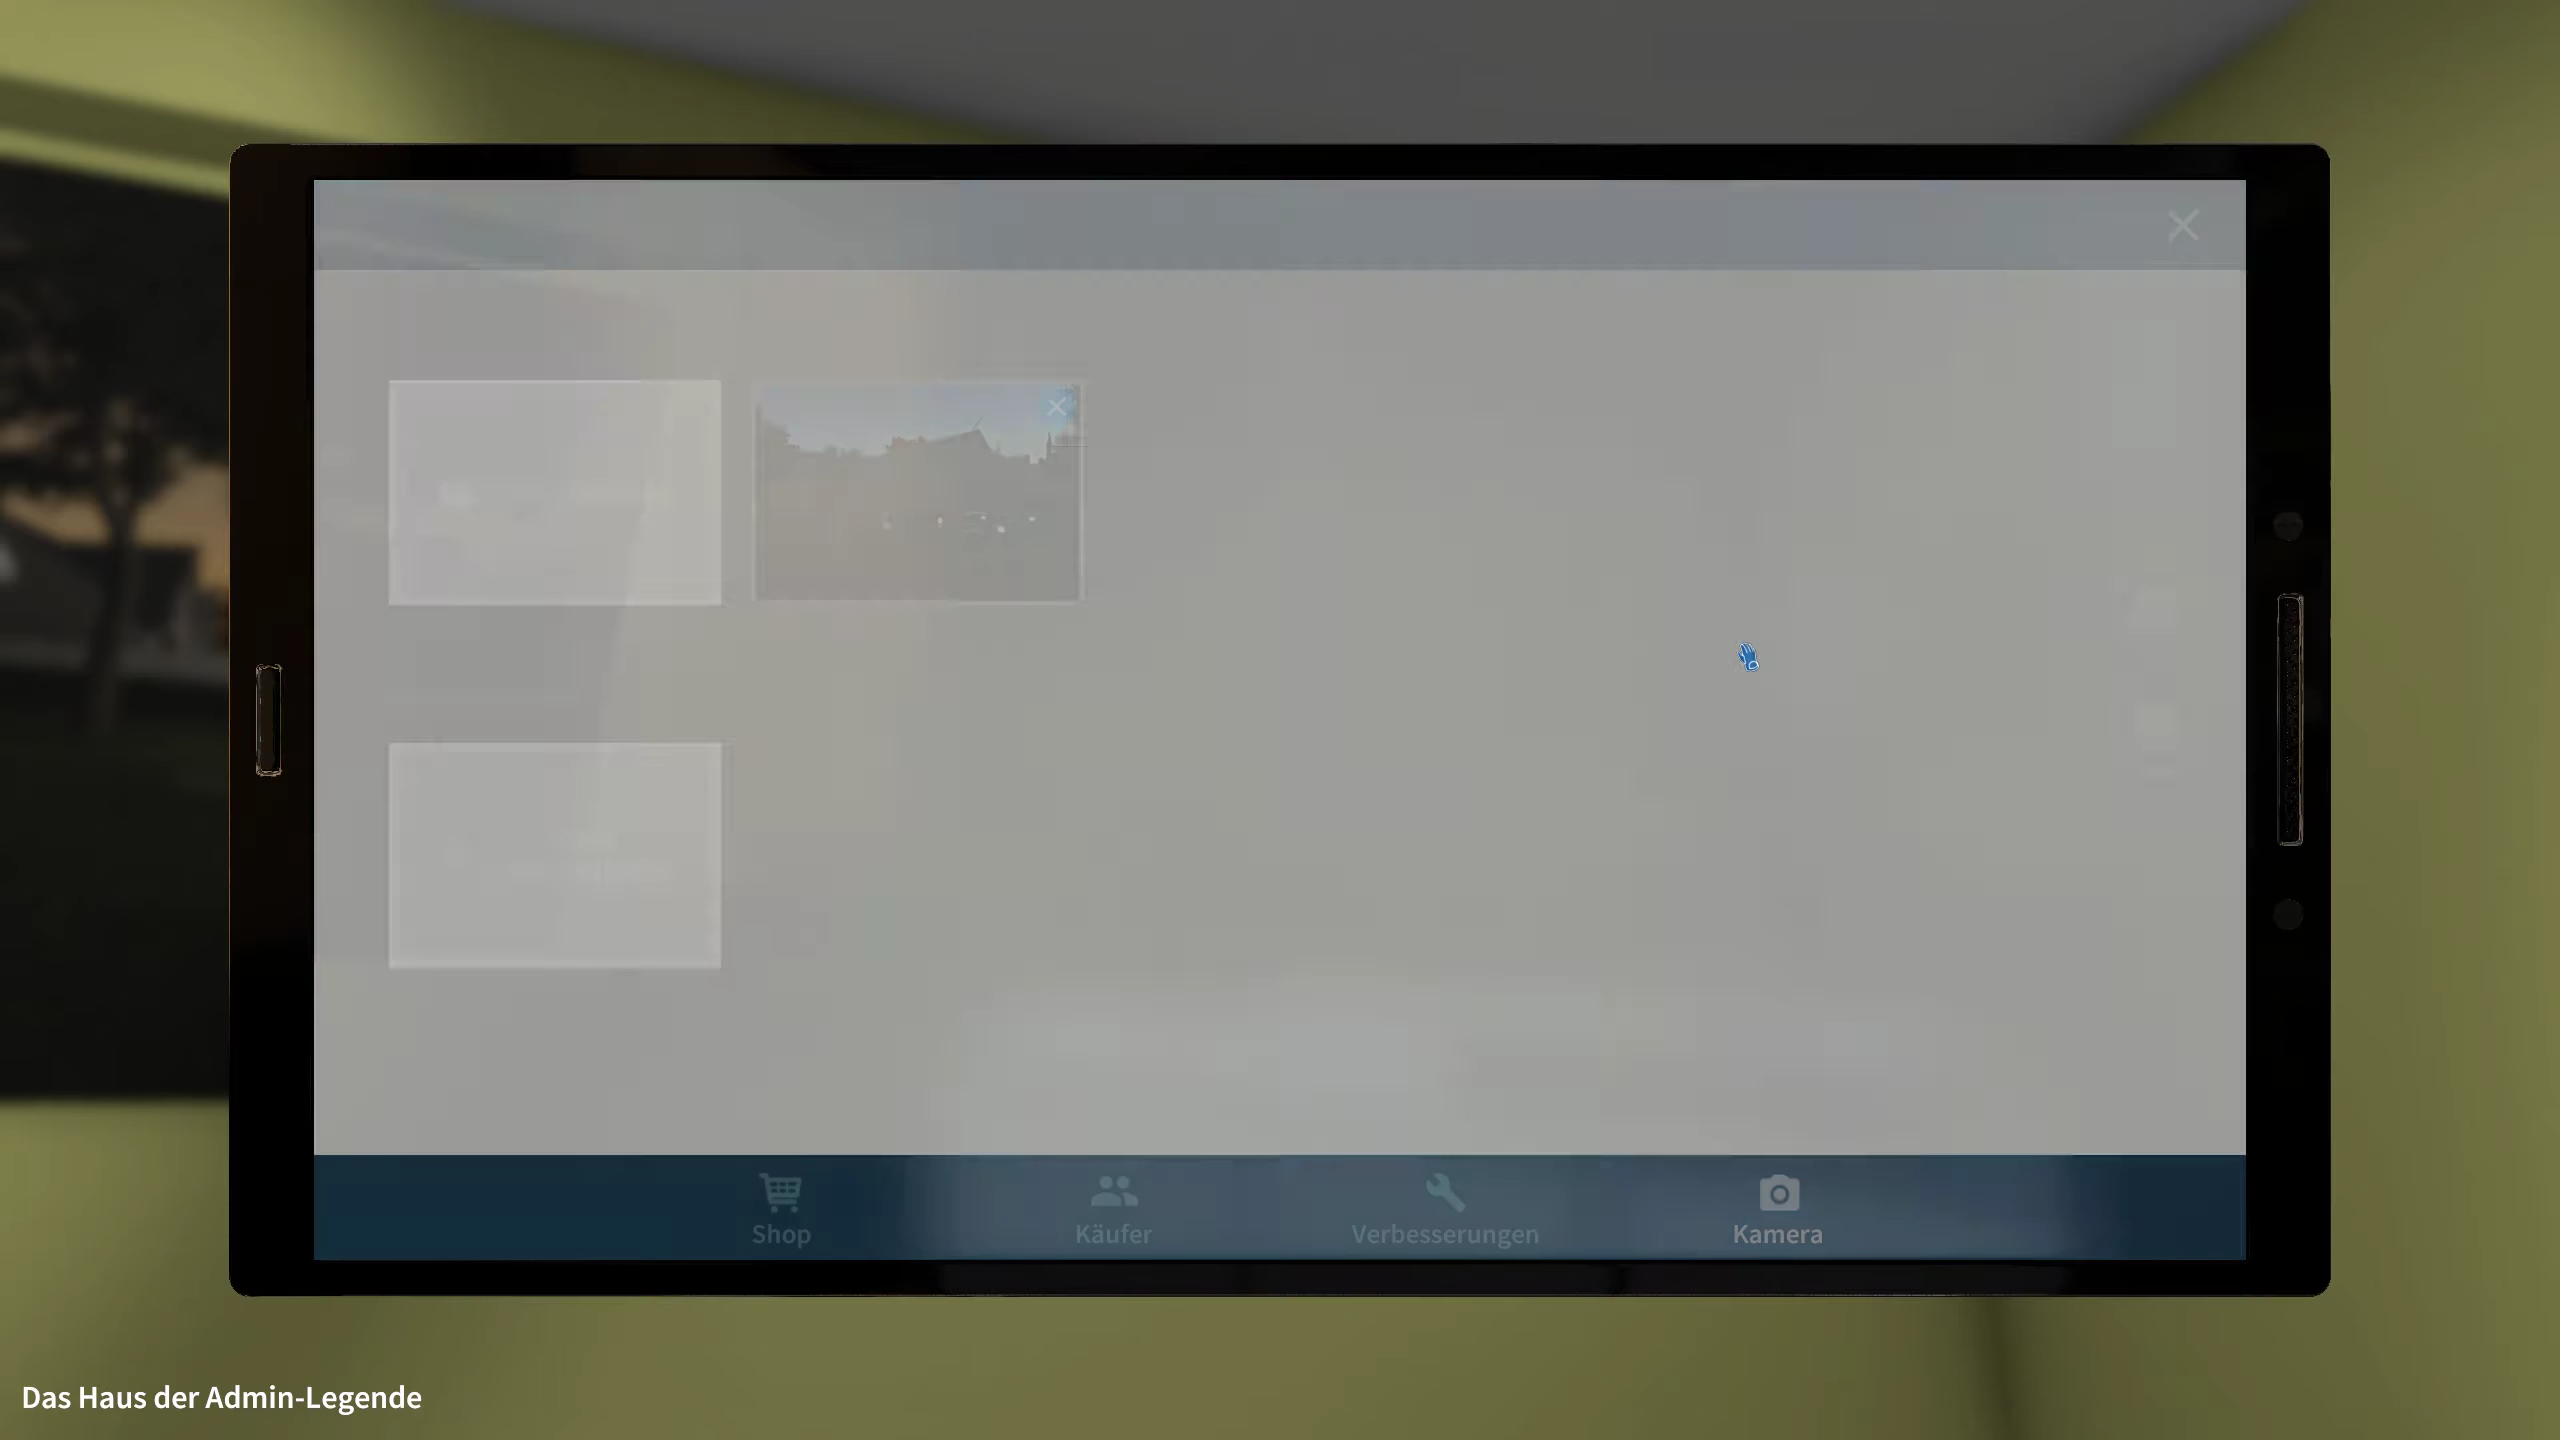 Shop
Käufer
Verbesserungen
Kamera
Das Haus der Admin-Legende